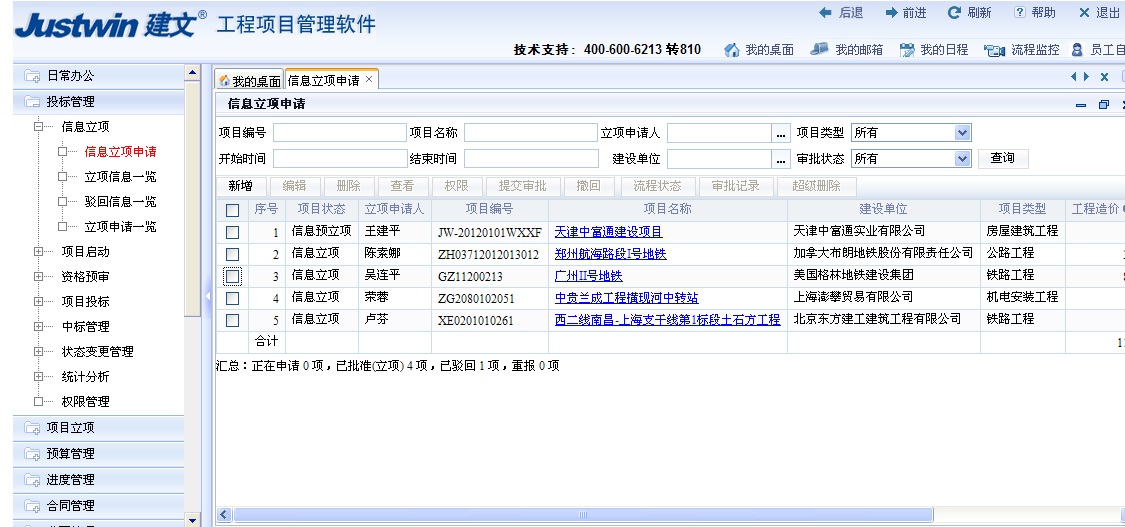 Justwin 建文® 工程项目管理软件
后退 前进 刷新 帮助 退出
技术支持：400-600-6213 转810 我的桌面 我的邮箱 我的日程 流程监控 员工自
日常办公
投标管理
信息立项
信息立项申请
立项信息一览
驳回信息一览
立项申请一览
项目启动
资格预审
项目投标
中标管理
状态变更管理
统计分析
权限管理
项目立项
预算管理
进度管理
合同管理
我的桌面 信息立项申请 ×
信息立项申请
项目编号 项目名称 立项申请人 ... 项目类型 所有
开始时间 结束时间 建设单位 ... 审批状态 所有 查询
新增 编辑 删除 查看 权限 提交审批 撤回 流程状态 审批记录 超级删除
序号 项目状态 立项申请人 项目编号 项目名称 建设单位 项目类型 工程造价
1 信息预立项 王建平 JW-20120101WXXF 天津中富通建设项目 天津中富通实业有限公司 房屋建筑工程
2 信息立项 陈素娜 ZH03712012013012 郑州航海路段I号地铁 加拿大布朗地铁股份有限责任公司 公路工程
3 信息立项 吴连平 GZ11200213 广州II号地铁 美国格林地铁建设集团 铁路工程
4 信息立项 荣蓉 ZG2080102051 中贵兰成工程横现河中转站 上海澎攀贸易有限公司 机电安装工程
5 信息立项 卢芬 XE0201010261 西二线南昌-上海支干线第1标段土石方工程 北京东方建工建筑工程有限公司 铁路工程
合计
汇总：正在申请 0 项，已批准(立项) 4 项，已驳回 1 项，重报 0 项